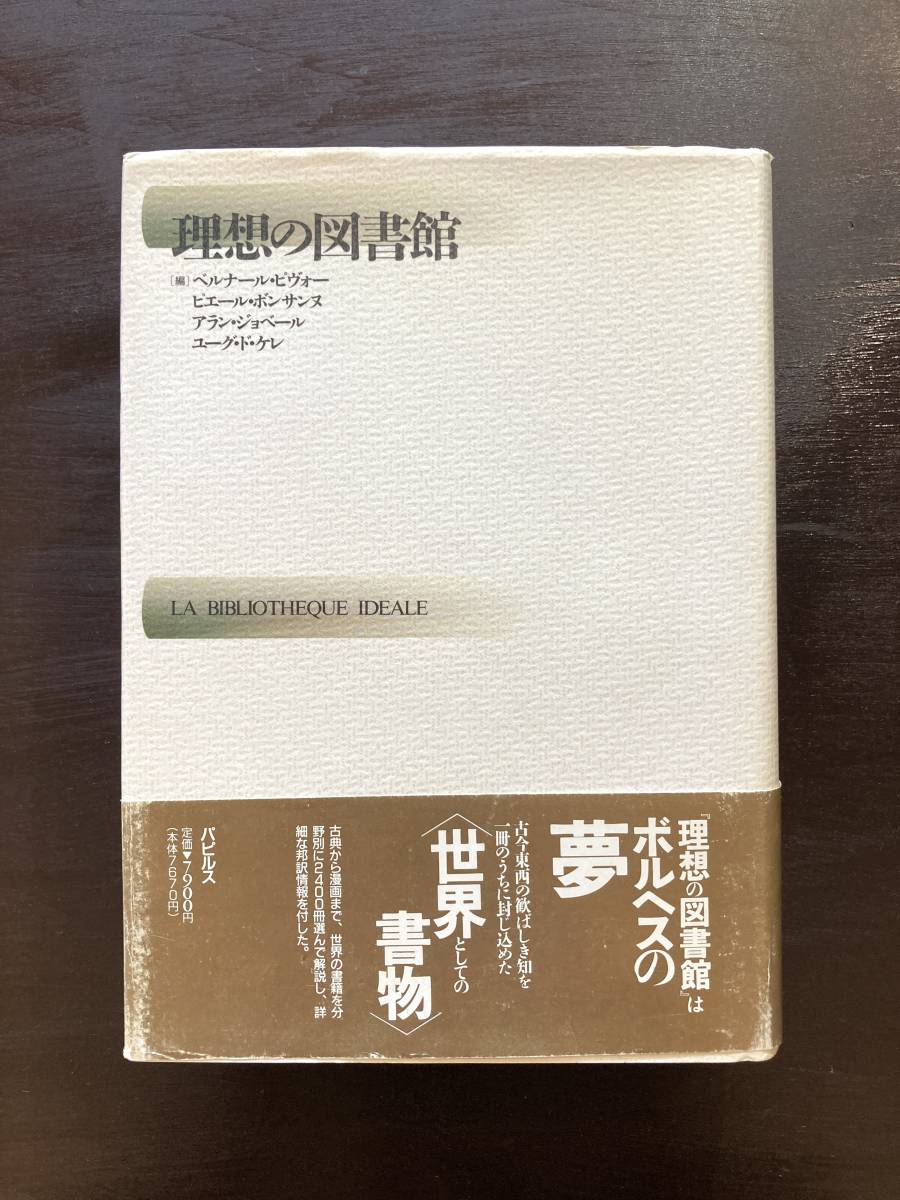 理想の図書館
[編]ベルナール・ピヴォー
ピエール・ボンサンヌ
アラン・ジョベール
ユーグ・ド・ケレ
LA BIBLIOTHEQUE IDEALE
『理想の図書館』は
ボルヘスの
夢
古今東西の歓ばしき知を
一冊のうちに封じ込めた
〈世界としての
書物〉
古典から漫画まで、世界の書籍を分
野別に2400冊選んで解説し、詳
細な邦訳情報を付した。
パピルス
定価▼7900円
(本体7670円)